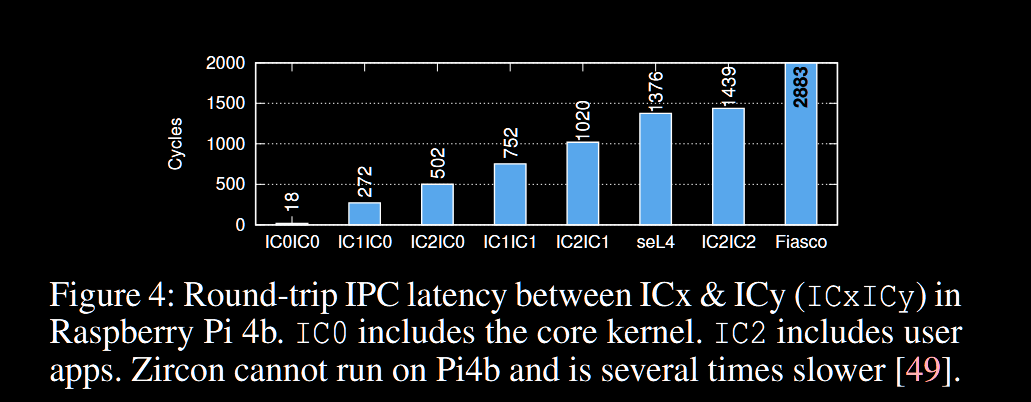 2000
1500
1000
500
0
Cycles
18
272
502
752
1020
1376
1439
2883
IC0IC0 IC1IC0 IC2IC0 IC1IC1 IC2IC1 seL4 IC2IC2 Fiasco
Figure 4: Round-trip IPC latency between ICx & ICy (ICxICy) in
Raspberry Pi 4b. IC0 includes the core kernel. IC2 includes user
apps. Zircon cannot run on Pi4b and is several times slower [49].